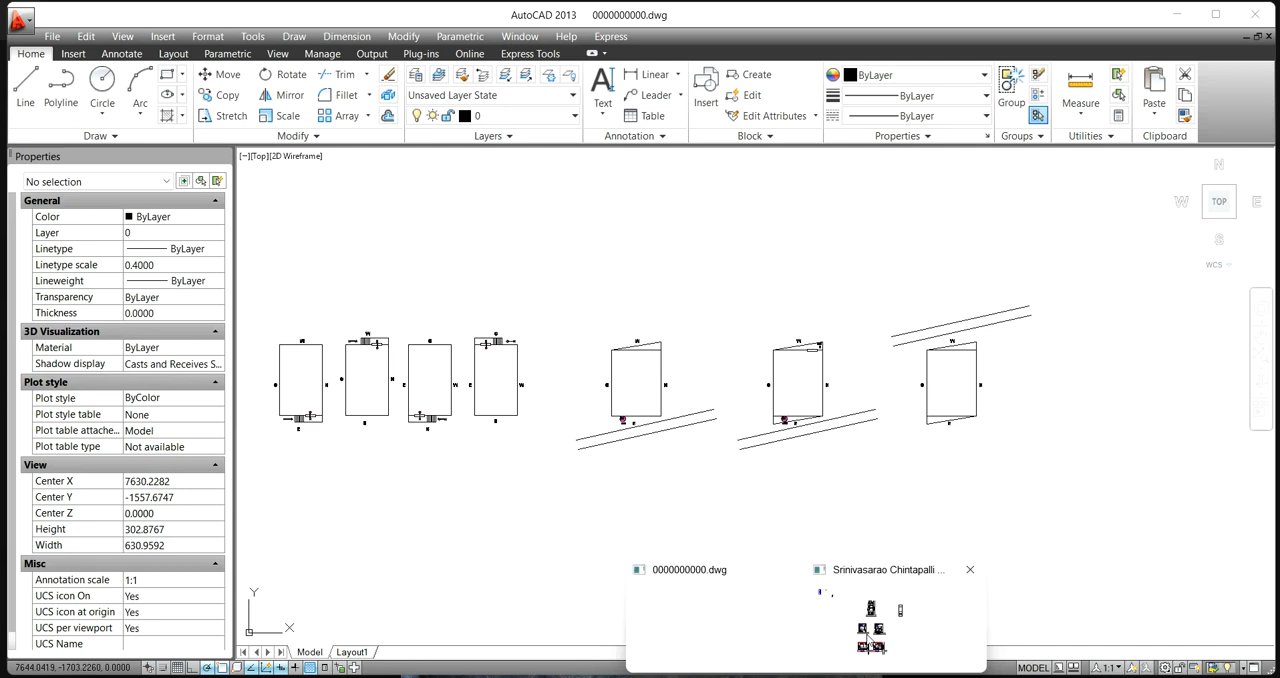 AutoCAD 2013 0000000000.dwg
File Edit View Insert Format Tools Draw Dimension Modify Parametric Window Help Express
Home Insert Annotate Layout Parametric View Manage Output Plug-ins Online Express Tools
Line Polyline Circle Arc
Move Rotate Trim
Copy Mirror Fillet
Stretch Scale Array
Unsaved Layer State
Text Linear
Leader
Table
Insert Create
Edit
Edit Attributes
ByLayer
ByLayer
ByLayer
Group Measure Paste
Draw Modify Layers Annotation Block Properties Groups Utilities Clipboard
Properties
[−][Top][2D Wireframe]
No selection
General
Color ByLayer
Layer 0
Linetype ByLayer
Linetype scale 0.4000
Lineweight ByLayer
Transparency ByLayer
Thickness 0.0000
3D Visualization
Material ByLayer
Shadow display Casts and Receives S...
Plot style
Plot style ByColor
Plot style table None
Plot table attache... Model
Plot table type Not available
View
Center X 7630.2282
Center Y -1557.6747
Center Z 0.0000
Height 302.8767
Width 630.9592
Misc
Annotation scale 1:1
UCS icon On Yes
UCS icon at origin Yes
UCS per viewport Yes
UCS Name
N
W TOP E
S
WCS
Y
X
0000000000.dwg Srinivasarao Chintapalli ...
Model Layout1
7644.0419, -1703.2260, 0.0000 MODEL 1:1